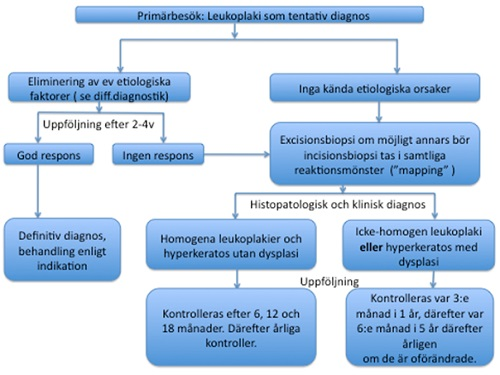 Primärbesök: Leukoplaki som tentativ diagnos
Eliminering av ev etiologiska
faktorer ( se diff.diagnostik)
Inga kända etiologiska orsaker
Uppföljning efter 2-4v
God respons
Ingen respons
Excisionsbiopsi om möjligt annars bör
incisionsbiopsi tas i samtliga
reaktionsmönster ("mapping" )
Histopatologisk och klinisk diagnos
Definitiv diagnos,
behandling enligt
indikation
Homogena leukoplakier och
hyperkeratos utan dysplasi
Icke-homogen leukoplaki
eller hyperkeratos med
dysplasi
Uppföljning
Kontrolleras efter 6, 12 och
18 månader. Därefter årliga
kontroller.
Kontrolleras var 3:e
månad i 1 år, därefter var
6:e månad i 5 år därefter
årligen
om de är oförändrade.